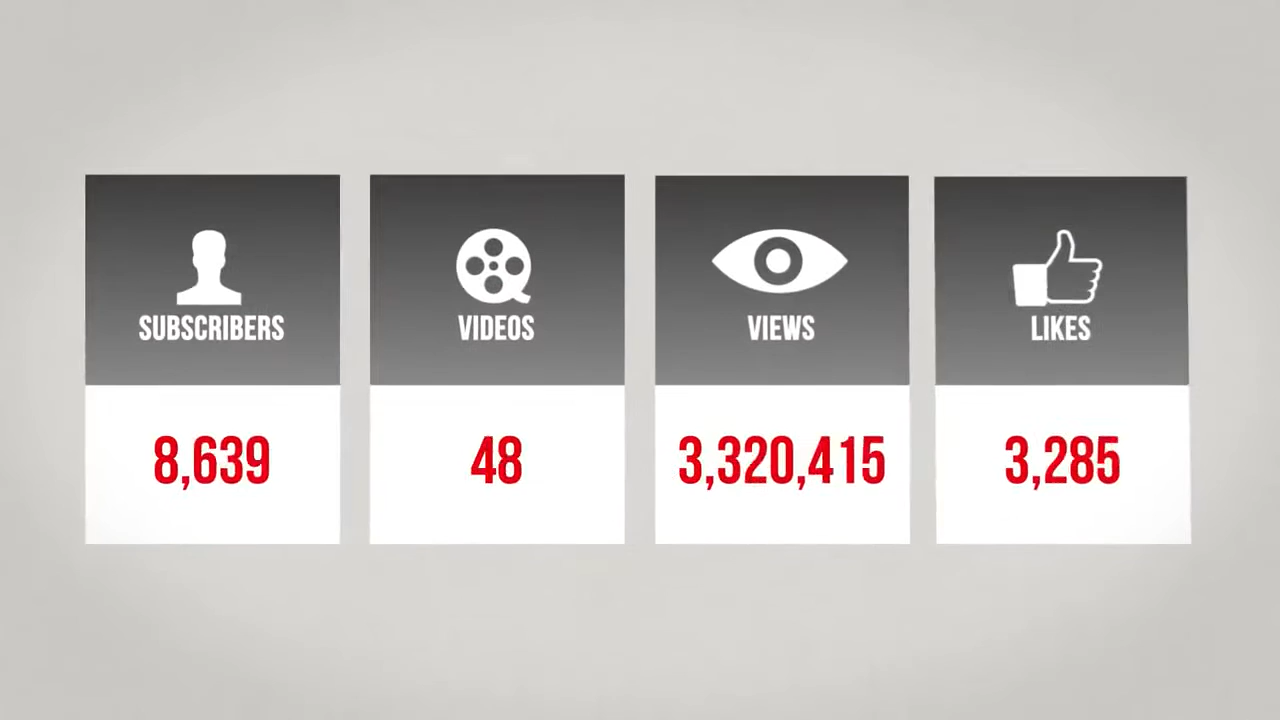 SUBSCRIBERS
8,639
VIDEOS
48
VIEWS
3,320,415
LIKES
3,285